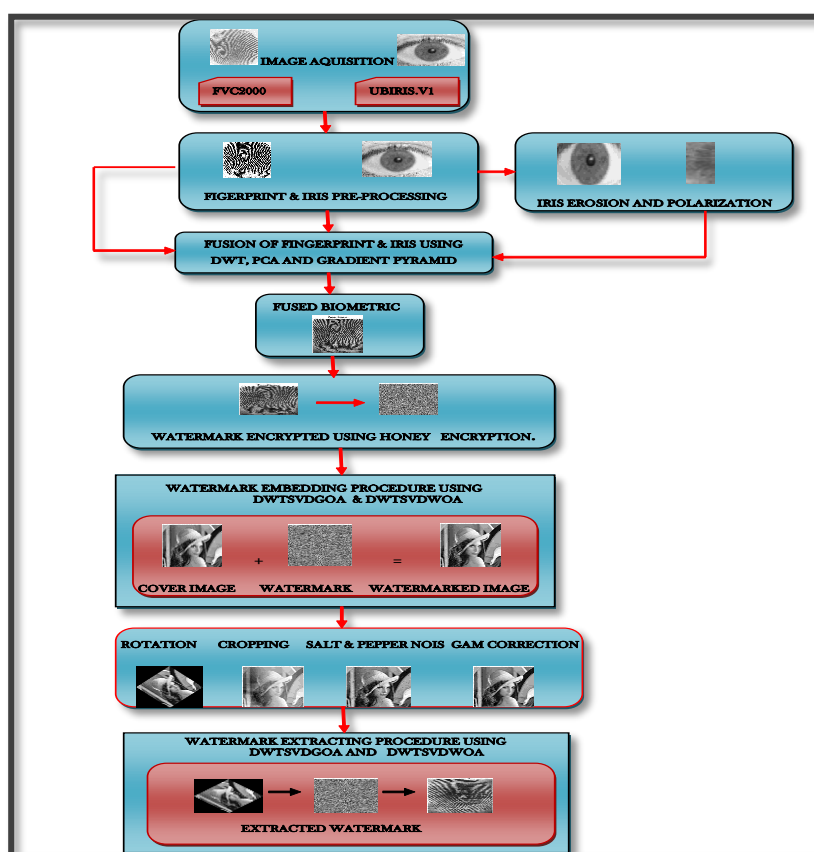 IMAGE AQUISITION
FVC2000
UBIRIS.V1
FIGERPRINT & IRIS PRE-PROCESSING
IRIS EROSION AND POLARIZATION
FUSION OF FINGERPRINT & IRIS USING
DWT, PCA AND GRADIENT PYRAMID
FUSED BIOMETRIC
WATERMARK ENCRYPTED USING HONEY ENCRYPTION.
WATERMARK EMBEDDING PROCEDURE USING
DWTSVDGOA & DWTSVDWOA
+ =
COVER IMAGE WATERMARK WATERMARKED IMAGE
ROTATION CROPPING SALT & PEPPER NOIS GAM CORRECTION
WATERMARK EXTRACTING PROCEDURE USING
DWTSVDGOA AND DWTSVDWOA
EXTRACTED WATERMARK